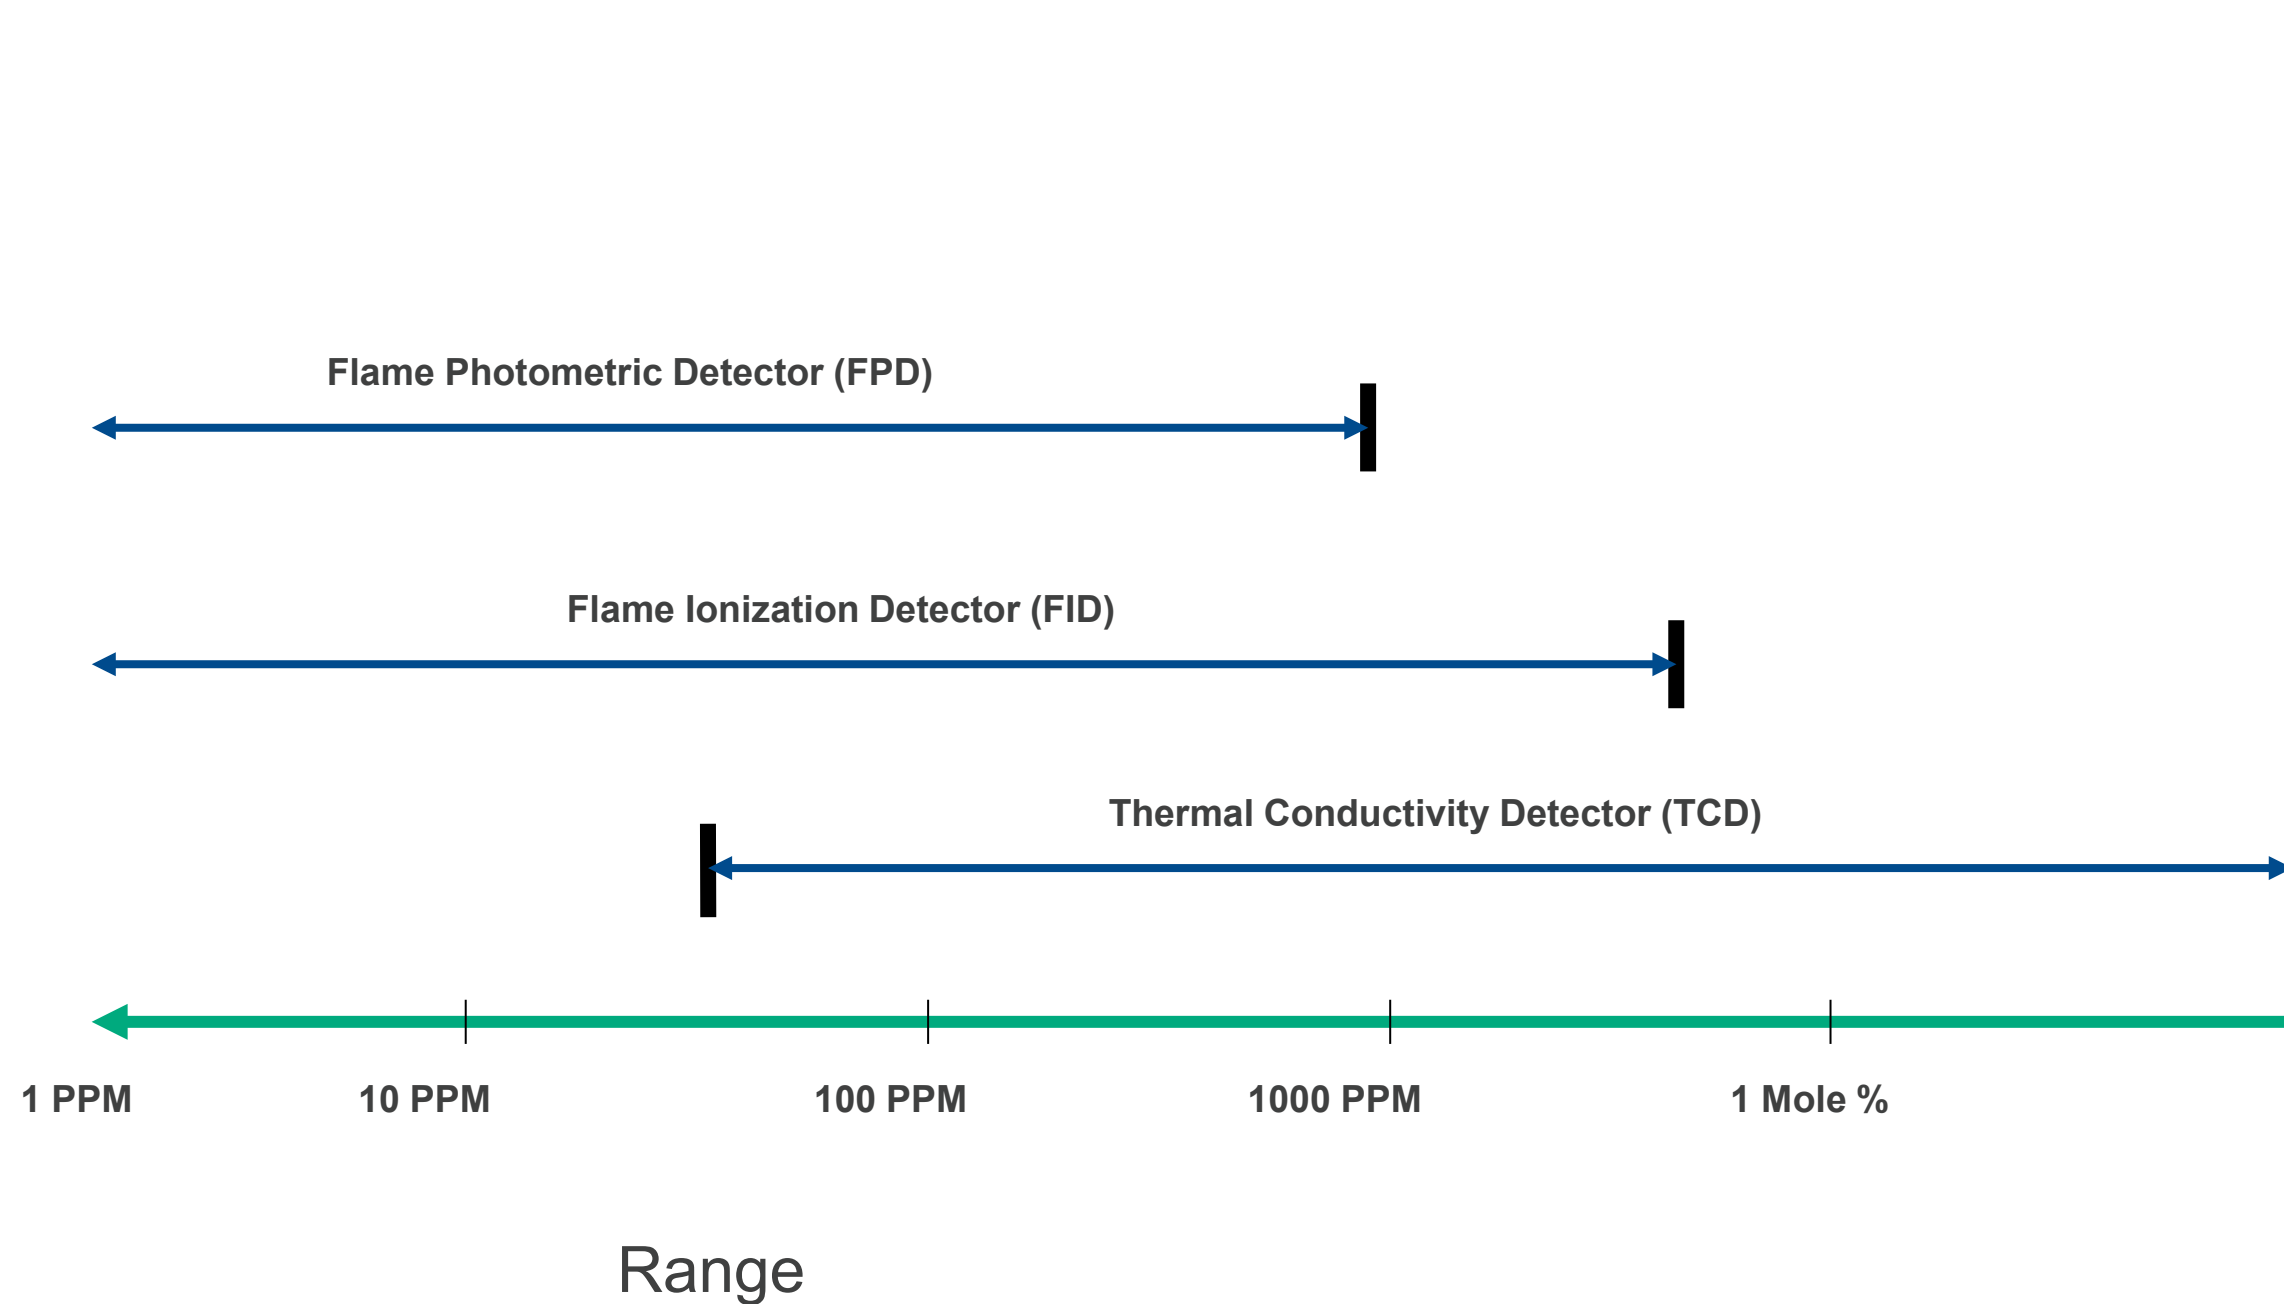 Flame Photometric Detector (FPD)
Flame Ionization Detector (FID)
Thermal Conductivity Detector (TCD)
1 PPM 10 PPM 100 PPM 1000 PPM 1 Mole %
Range